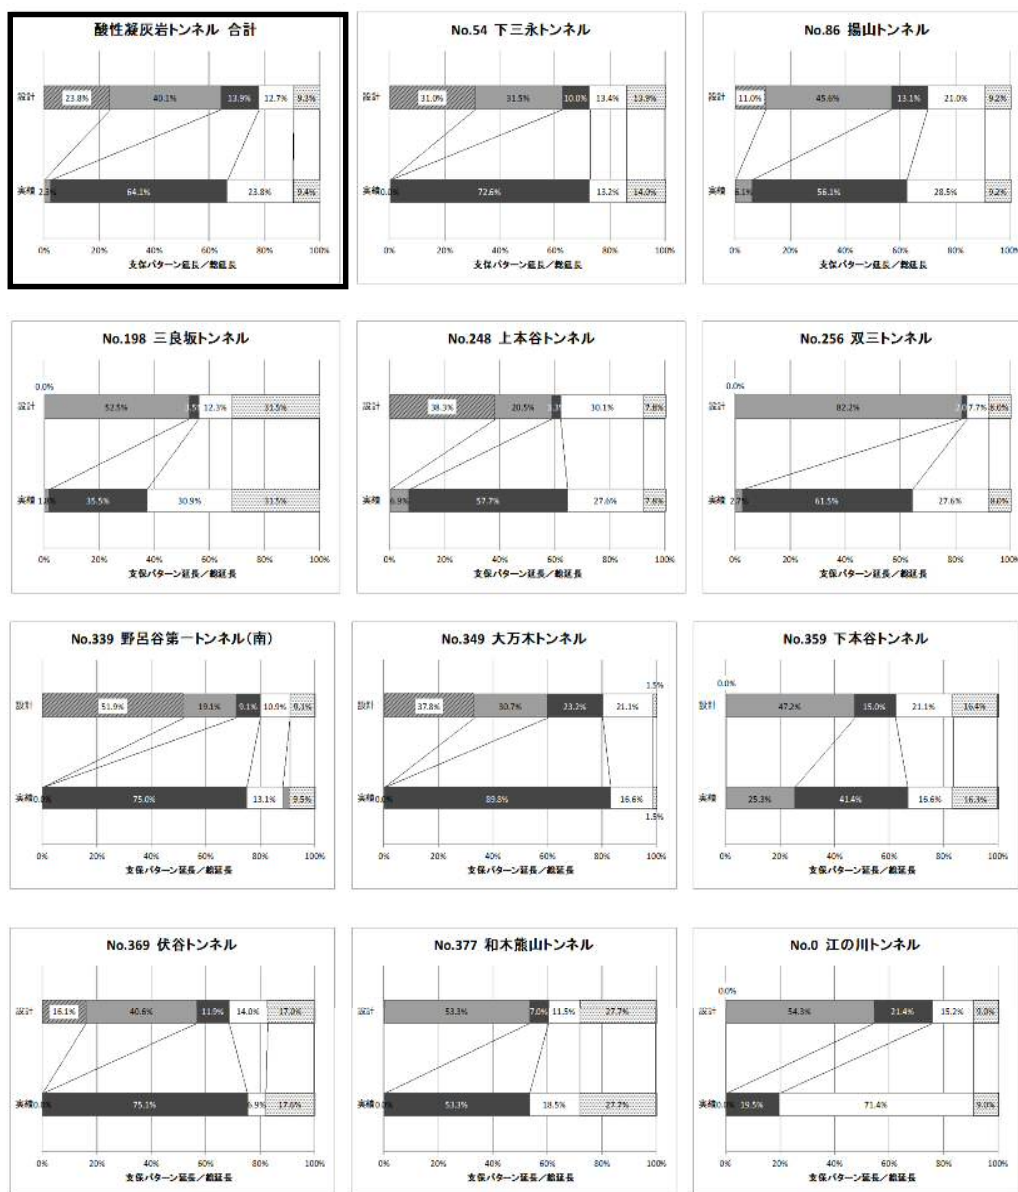 酸性凝灰岩トンネル 合計
設計 23.8% 40.1% 13.9% 12.7% 9.3%
実績 2.3% 64.1% 23.8% 9.4%
0% 20% 40% 60% 80% 100%
支保パターン延長／総延長
No.54 下三永トンネル
設計 31.0% 31.5% 10.0% 13.4% 13.9%
実績 0.0% 72.6% 13.2% 14.0%
0% 20% 40% 60% 80% 100%
支保パターン延長／総延長
No.86 揚山トンネル
設計 11.0% 45.6% 13.1% 21.0% 9.2%
実績 6.1% 56.1% 28.5% 9.2%
0% 20% 40% 60% 80% 100%
支保パターン延長／総延長
No.198 三良坂トンネル
0.0%
設計 52.5% 3.5% 12.3% 31.5%
実績 35.5% 30.9% 31.5%
0% 20% 40% 60% 80% 100%
支保パターン延長／総延長
No.248 上本谷トンネル
設計 38.3% 20.5% 30.1% 7.8%
実績 6.9% 57.7% 27.6% 7.8%
0% 20% 40% 60% 80% 100%
支保パターン延長／総延長
No.256 双三トンネル
0.0%
設計 82.2% 7.7% 8.0%
実績 2.7% 61.5% 27.6% 8.0%
0% 20% 40% 60% 80% 100%
支保パターン延長／総延長
No.339 野呂谷第一トンネル(南)
設計 51.9% 19.1% 9.1% 10.9% 9.1%
実績 0.0% 75.0% 13.1% 9.5%
0% 20% 40% 60% 80% 100%
支保パターン延長／総延長
No.349 大万木トンネル
1.5%
設計 37.8% 30.7% 23.2% 21.1%
実績 0.0% 89.8% 16.6%
1.5%
0% 20% 40% 60% 80% 100%
支保パターン延長／総延長
No.359 下本谷トンネル
0.0%
設計 47.2% 15.0% 21.1% 16.4%
実績 25.3% 41.4% 16.6% 16.3%
0% 20% 40% 60% 80% 100%
支保パターン延長／総延長
No.369 伏谷トンネル
設計 16.1% 40.6% 11.9% 14.0% 17.0%
実績 0.0% 75.1% 6.9% 17.6%
0% 20% 40% 60% 80% 100%
支保パターン延長／総延長
No.377 和木熊山トンネル
設計 53.3% 7.0% 11.5% 27.7%
実績 0.0% 53.3% 18.5% 27.7%
0% 20% 40% 60% 80% 100%
支保パターン延長／総延長
No.0 江の川トンネル
0.0%
設計 54.3% 21.4% 15.2% 9.0%
実績 0.0% 19.5% 71.4% 9.0%
0% 20% 40% 60% 80% 100%
支保パターン延長／総延長